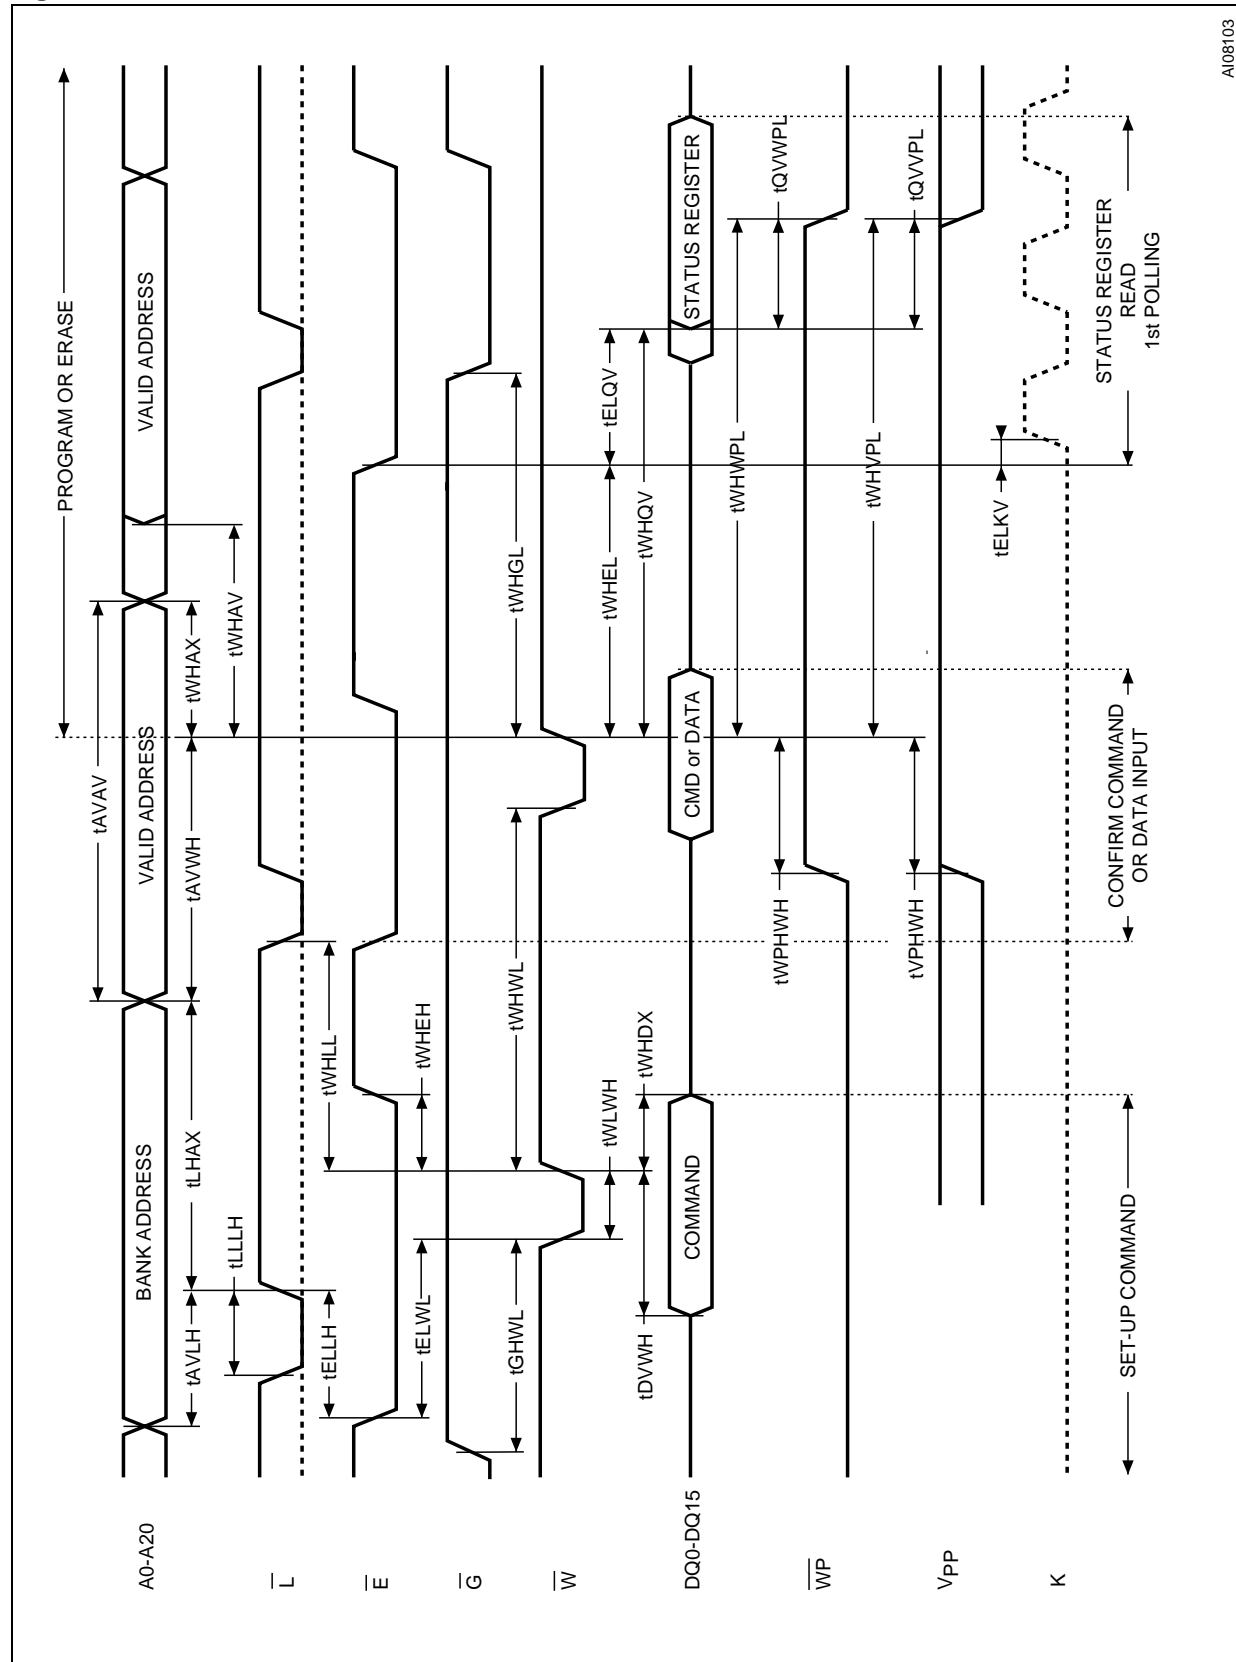 AI08103
PROGRAM OR ERASE
A0-A20
BANK ADDRESS
VALID ADDRESS
VALID ADDRESS
tAVAV
tAVLH
tLHAX
tAVWH
tWHAX
tLLLH
tWHAV
L
tELLH
tWHLL
E
tELWL
tWHEH
G
tGHWL
tWHWL
tWHGL
W
tWLWH
tWHEL
tELQV
tDVWH
tWHDX
tWHQV
DQ0-DQ15
COMMAND
CMD or DATA
STATUS REGISTER
tWHWPL
tWPHWH
tQVWPL
WP
tWHVPL
tVPHWH
tQVVPL
VPP
tELKV
K
SET-UP COMMAND
CONFIRM COMMAND
OR DATA INPUT
STATUS REGISTER
READ
1st POLLING